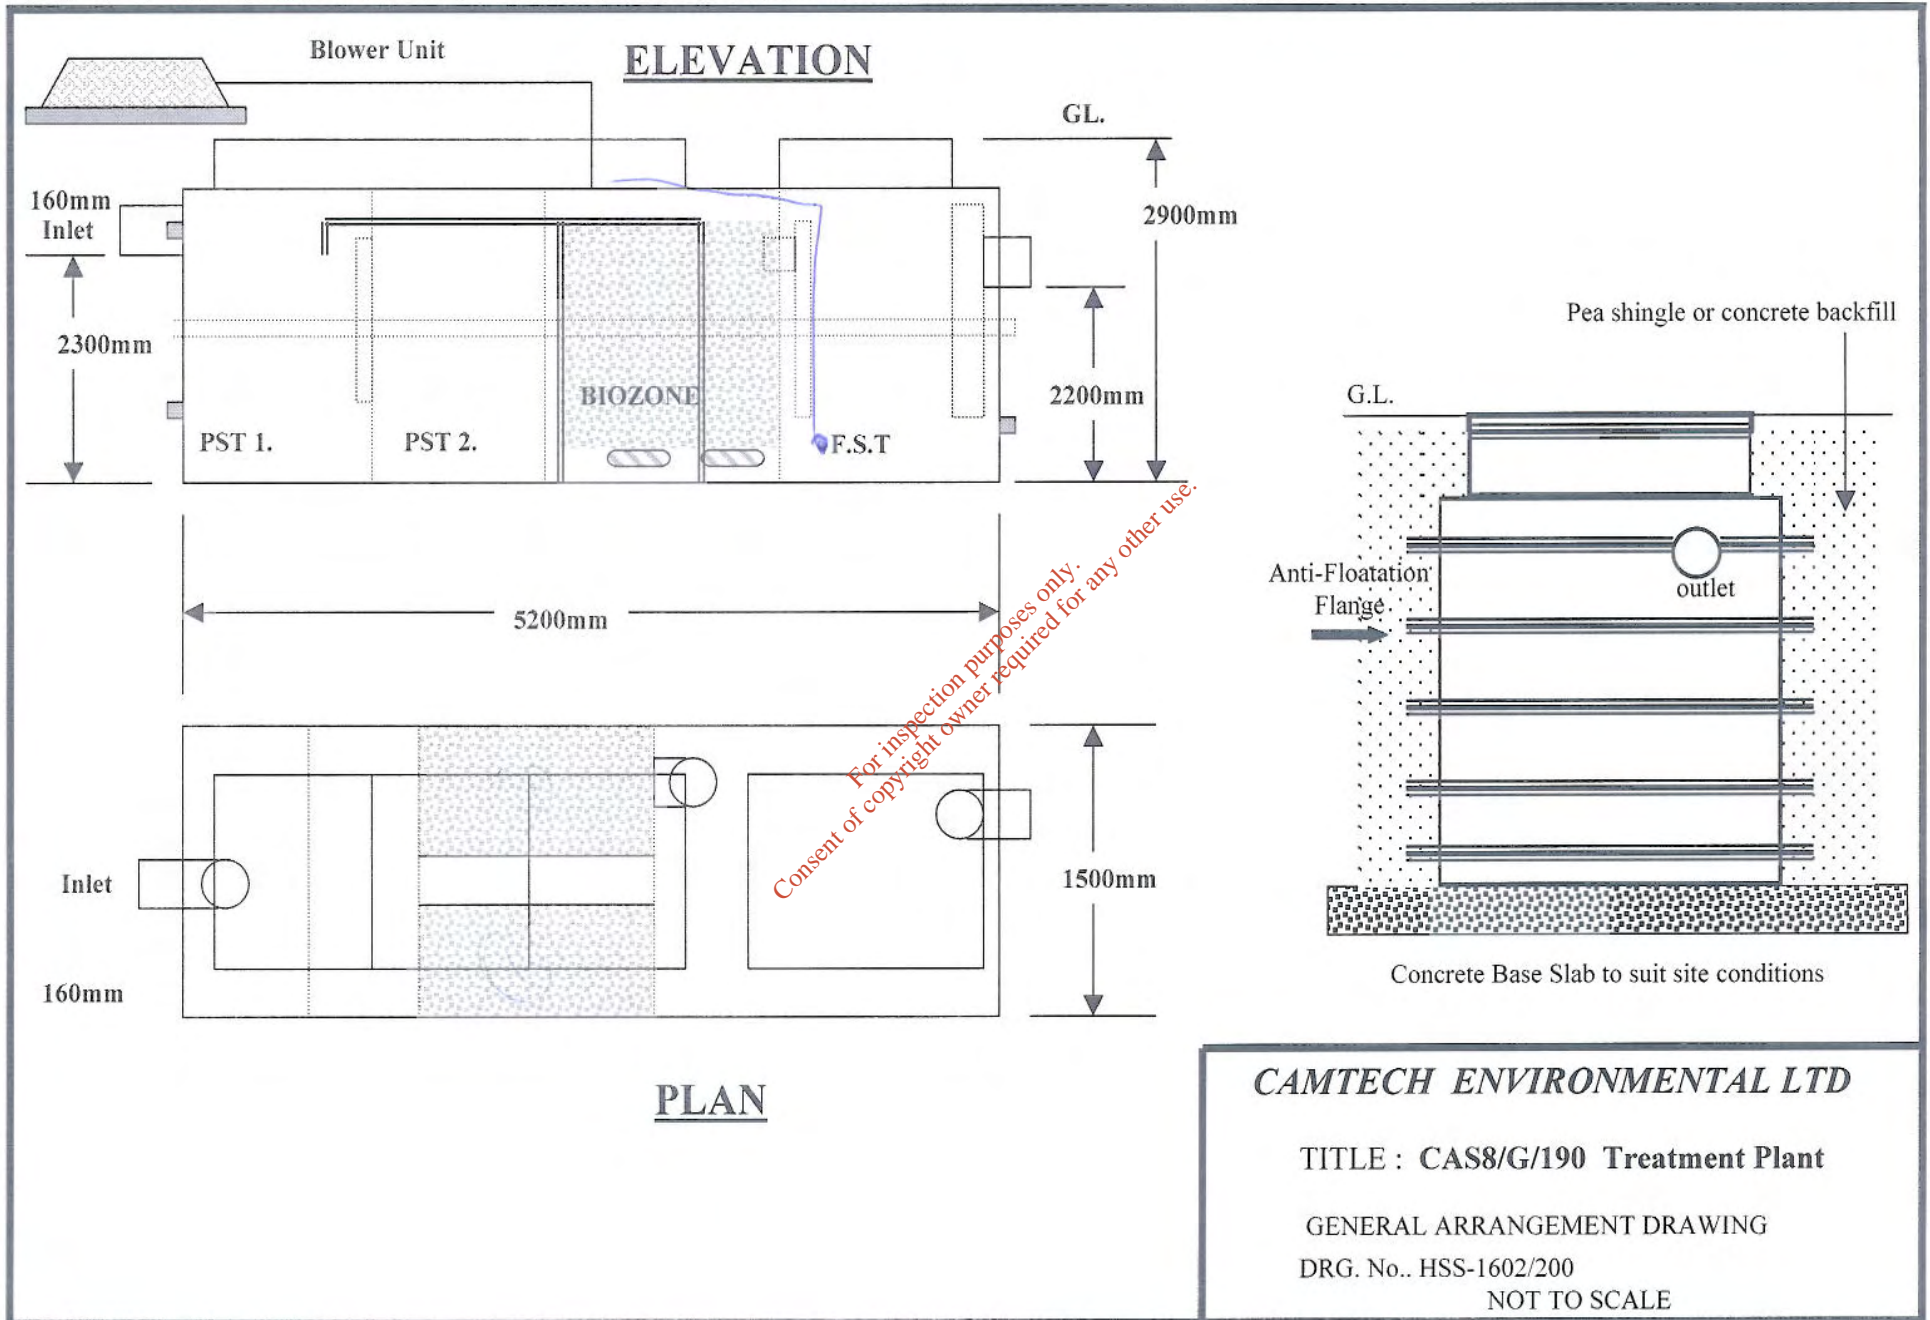 Blower Unit
ELEVATION
GL.
160mm
Inlet
2900mm
2300mm
2200mm
BIOZONE
PST 1.
PST 2.
F.S.T
5200mm
For inspection purposes only.
Consent of copyright owner required for any other use.
Inlet
160mm
1500mm
PLAN
Pea shingle or concrete backfill
G.L.
Anti-Floatation
Flange
outlet
Concrete Base Slab to suit site conditions
CAMTECH ENVIRONMENTAL LTD
TITLE : CAS8/G/190 Treatment Plant
GENERAL ARRANGEMENT DRAWING
DRG. No.. HSS-1602/200
NOT TO SCALE